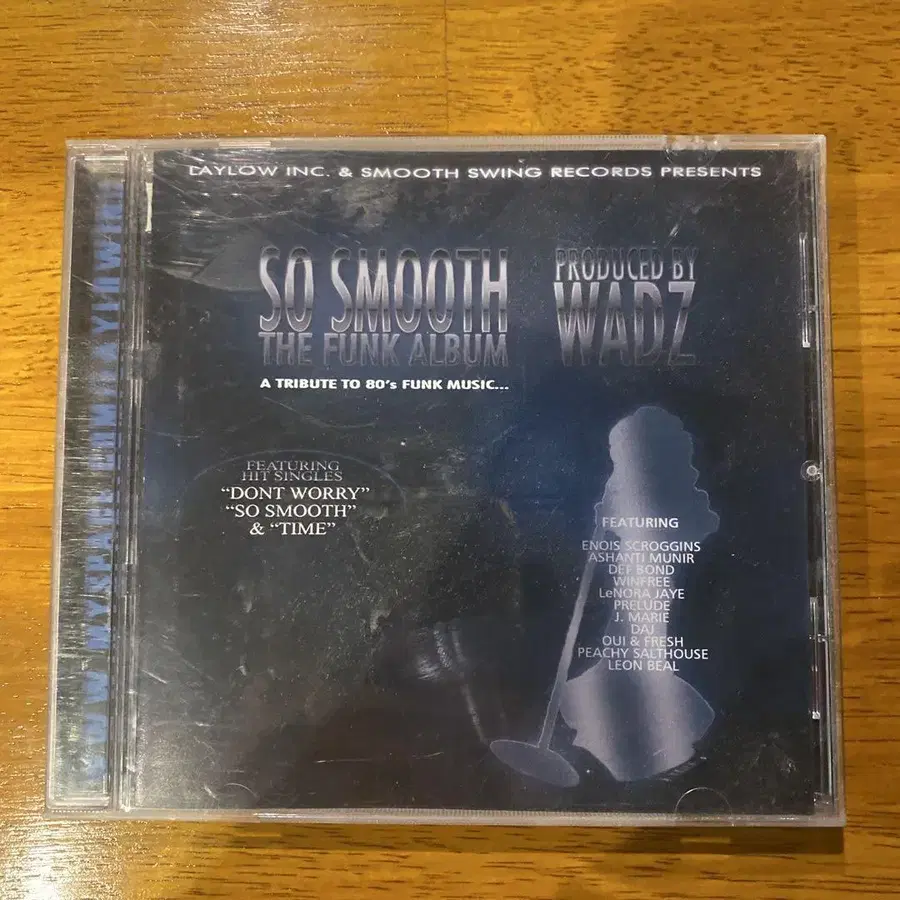 LAYLOW INC. & SMOOTH SWING RECORDS PRESENTS
SO SMOOTH
THE FUNK ALBUM
PRODUCED BY
WADZ
A TRIBUTE TO 80's FUNK MUSIC...
FEATURING
HIT SINGLES
“DONT WORRY”
“SO SMOOTH”
& “TIME”
FEATURING
ENOIS SCROGGINS
ASHANTI MUNIR
DEF BOND
WINFREE
LeNORA JAYE
PRELUDE
J. MARIE
DAJ
OUI & FRESH
PEACHY SALTHOUSE
LEON BEAL